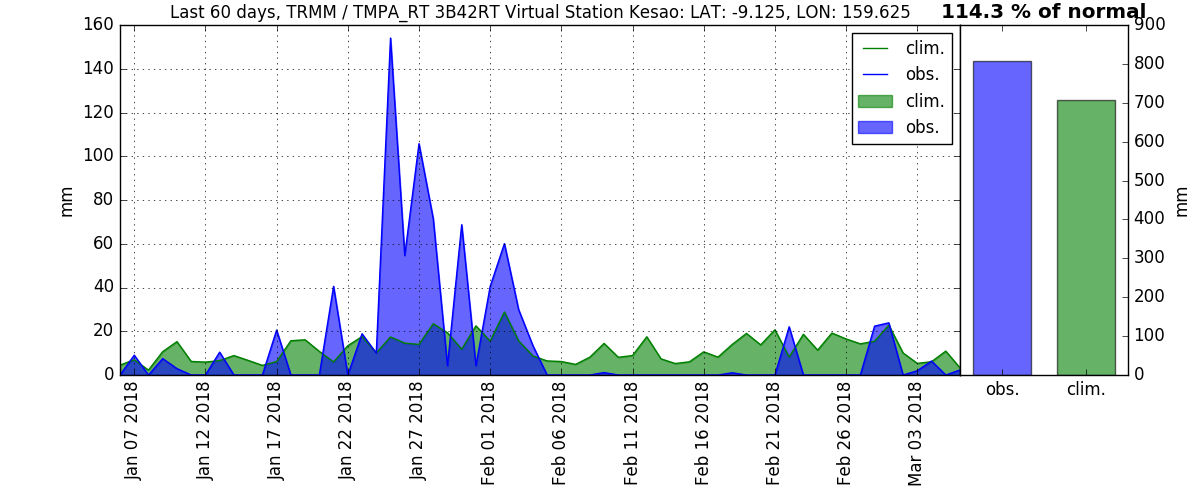 Last 60 days, TRMM / TMPA_RT 3B42RT Virtual Station Kesao: LAT: -9.125, LON: 159.625
114.3 % of normal
160
140
120
100
80
60
40
20
0
mm
clim.
obs.
clim.
obs.
900
800
700
600
500
400
300
200
100
0
mm
Jan 07 2018
Jan 12 2018
Jan 17 2018
Jan 22 2018
Jan 27 2018
Feb 01 2018
Feb 06 2018
Feb 11 2018
Feb 16 2018
Feb 21 2018
Feb 26 2018
Mar 03 2018
obs.
clim.